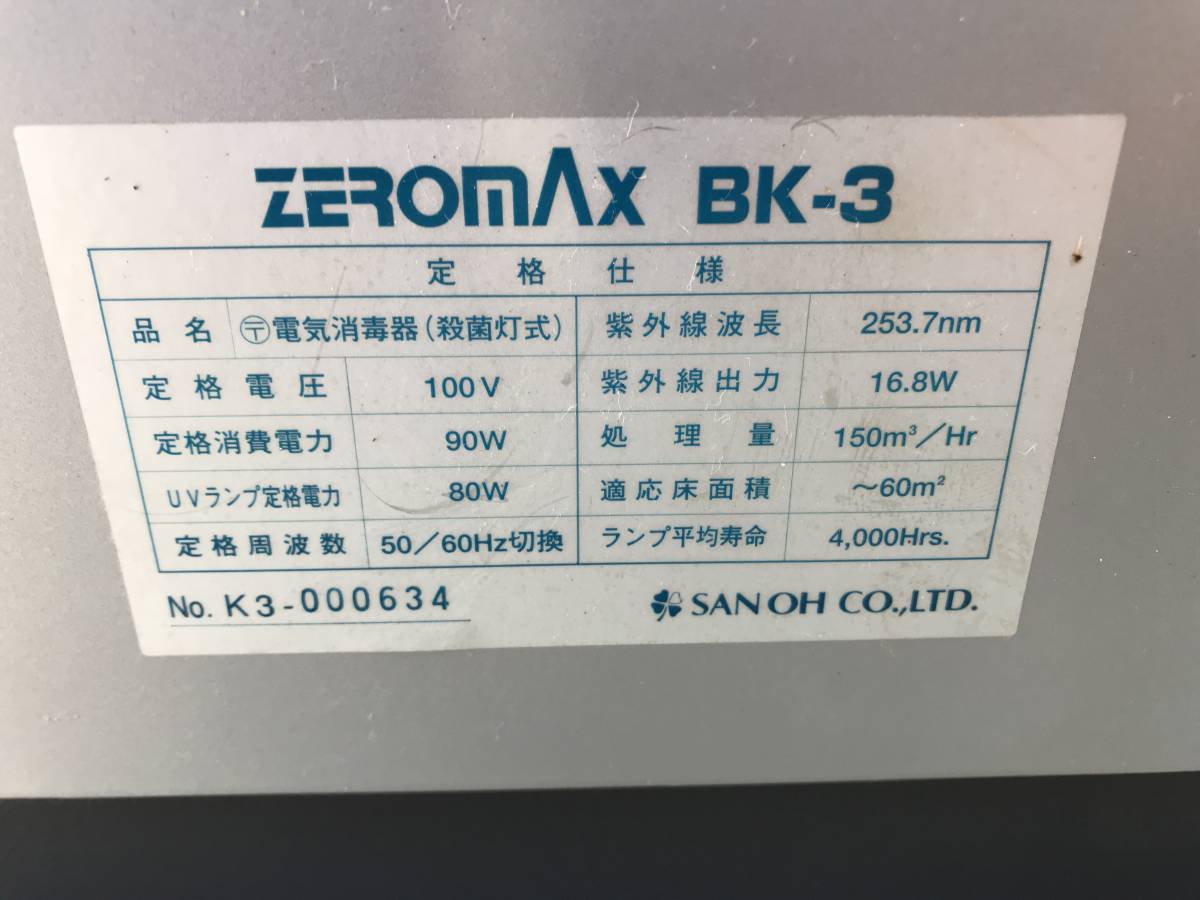 ZEROMAX BK-3
定格仕様
品名 〶電気消毒器(殺菌灯式) 紫外線波長 253.7nm
定格電圧 100V 紫外線出力 16.8W
定格消費電力 90W 処理量 150m³/Hr
UVランプ定格電力 80W 適応床面積 ~60m²
定格周波数 50/60Hz切換 ランプ平均寿命 4,000Hrs.
No. K3-000634 SANOH CO.,LTD.